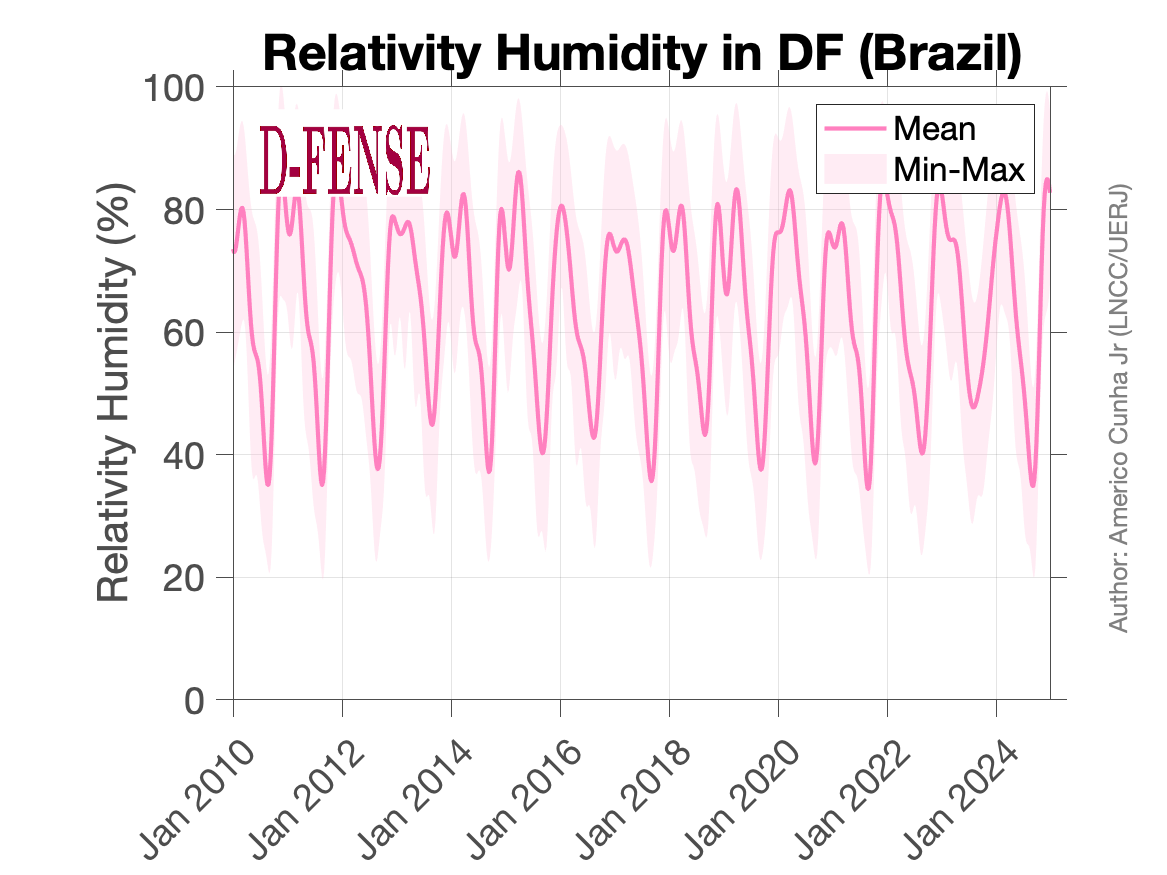 Relativity Humidity in DF (Brazil)
D-FENSE
Mean
Min-Max
Relativity Humidity (%)
100
80
60
40
20
0
Jan 2010
Jan 2012
Jan 2014
Jan 2016
Jan 2018
Jan 2020
Jan 2022
Jan 2024
Author: Americo Cunha Jr (LNCC/UERJ)